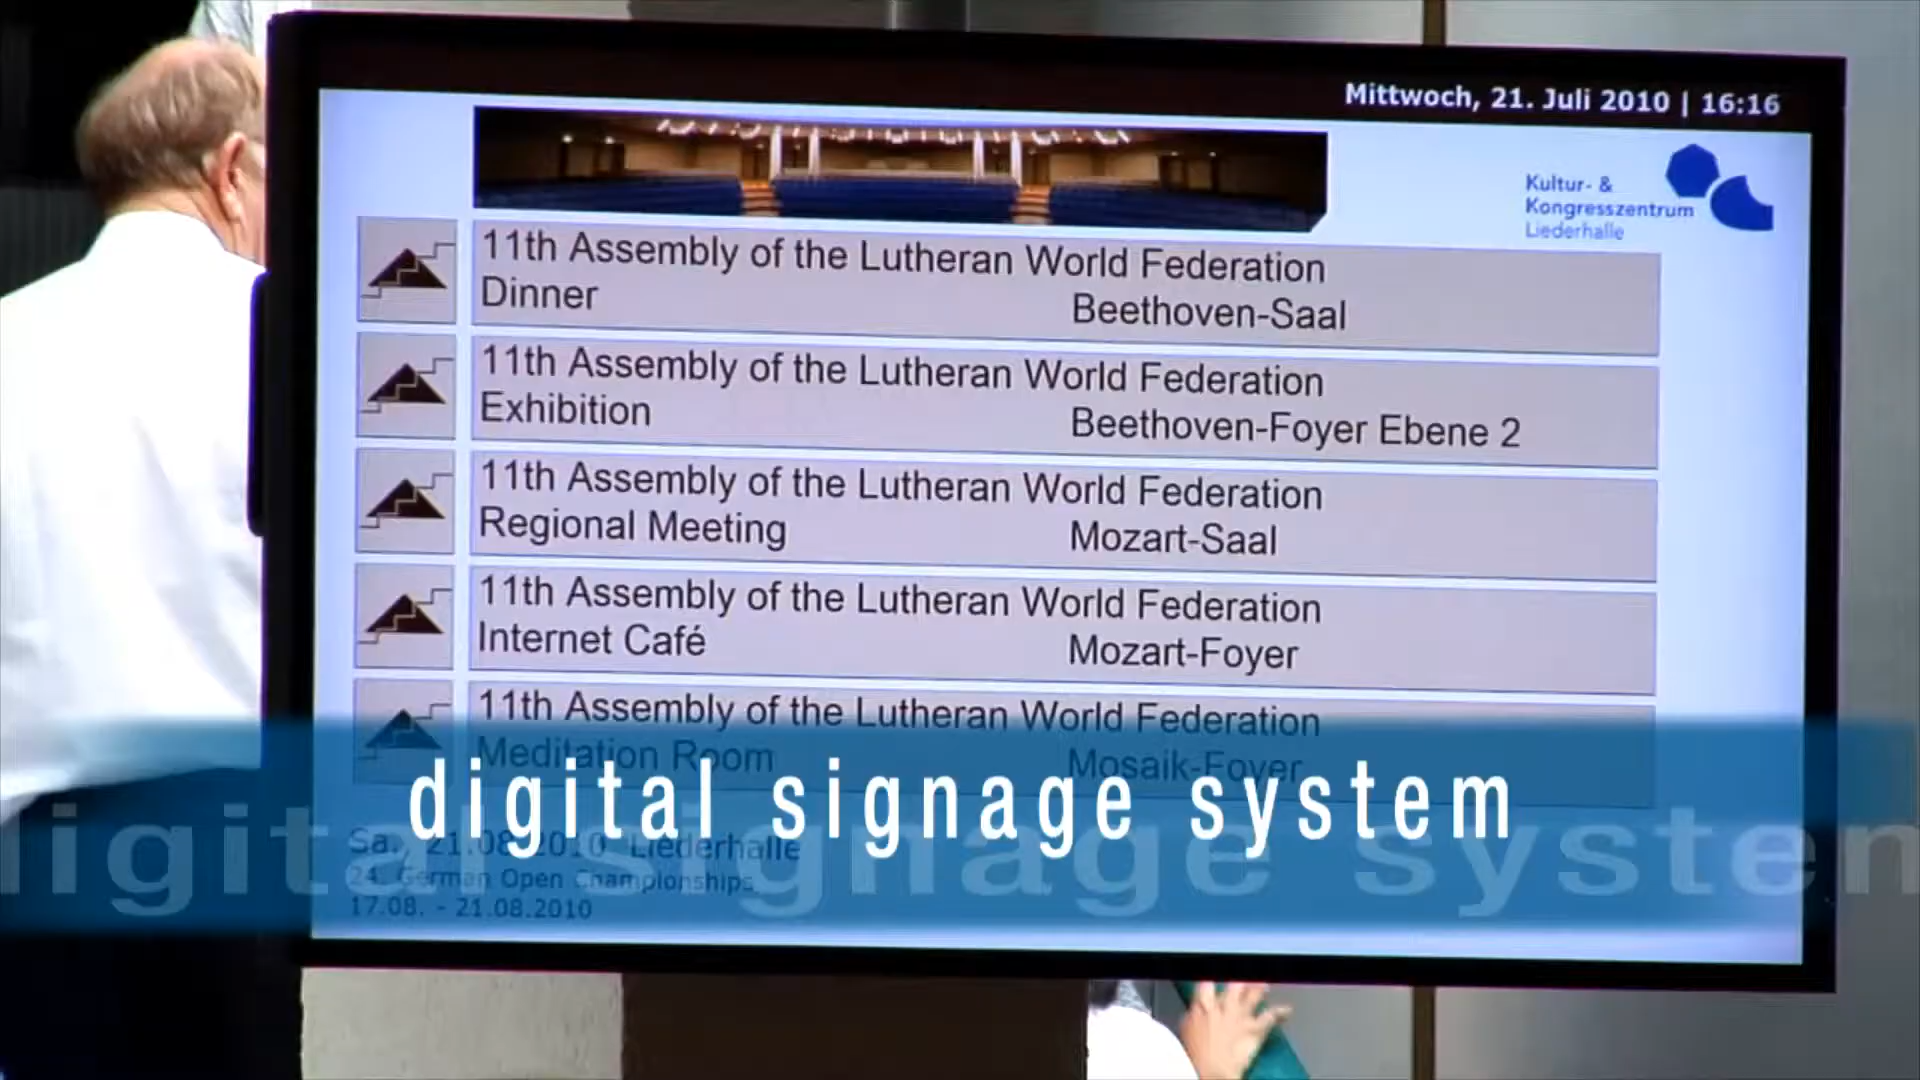 Mittwoch, 21. Juli 2010 | 16:16
Kultur- &
Kongresszentrum
Liederhalle
11th Assembly of the Lutheran World Federation
Dinner Beethoven-Saal
11th Assembly of the Lutheran World Federation
Exhibition Beethoven-Foyer Ebene 2
11th Assembly of the Lutheran World Federation
Regional Meeting Mozart-Saal
11th Assembly of the Lutheran World Federation
Internet Café Mozart-Foyer
11th Assembly of the Lutheran World Federation
Meditation Room Mosaik-Foyer
digital signage system
digital signage system
Sa., 21.08.2010 Liederhalle
24. German Open Championships,
17.08. - 21.08.2010